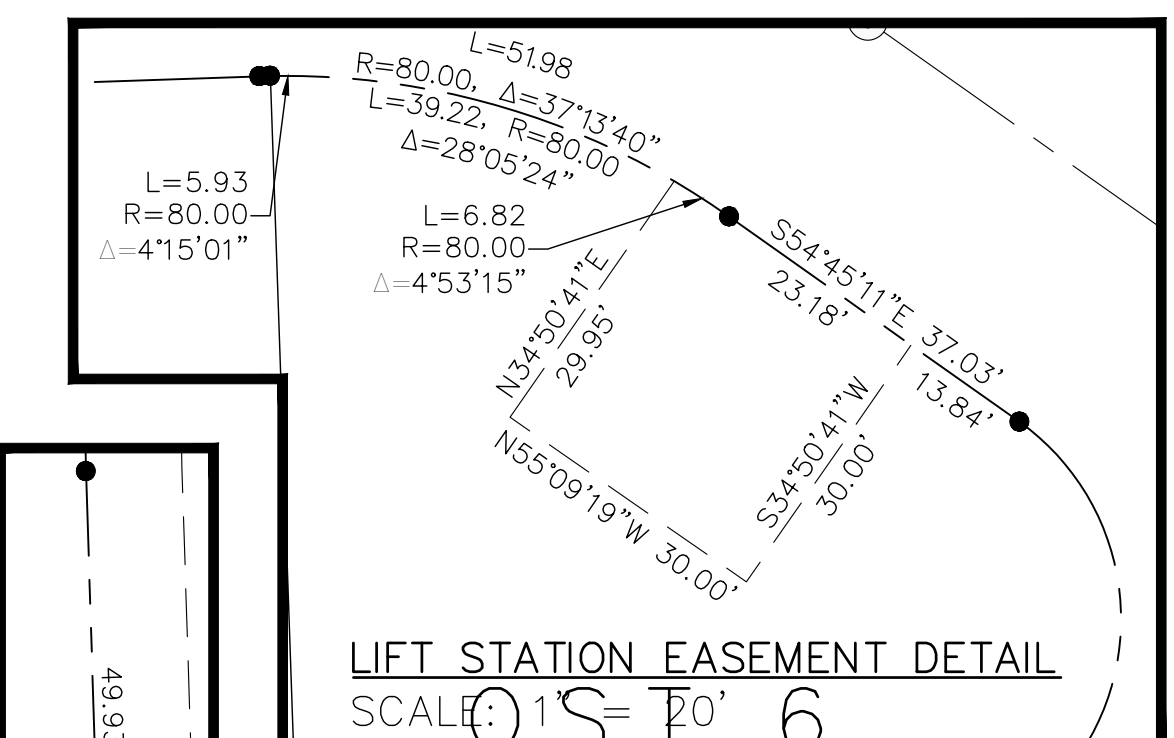 L=51.98
R=80.00, Δ=37°13'40"
L=39.22, R=80.00
Δ=28°05'24"
L=5.93
R=80.00
Δ=4°15'01"
L=6.82
R=80.00
Δ=4°53'15"
S54°45'11"E 37.03'
23.18'
13.84'
N34°50'41"E
29.95'
S34°50'41"W
30.00'
N55°09'19"W 30.00'
49.93
LIFT STATION EASEMENT DETAIL
SCALE: 1" = 20'